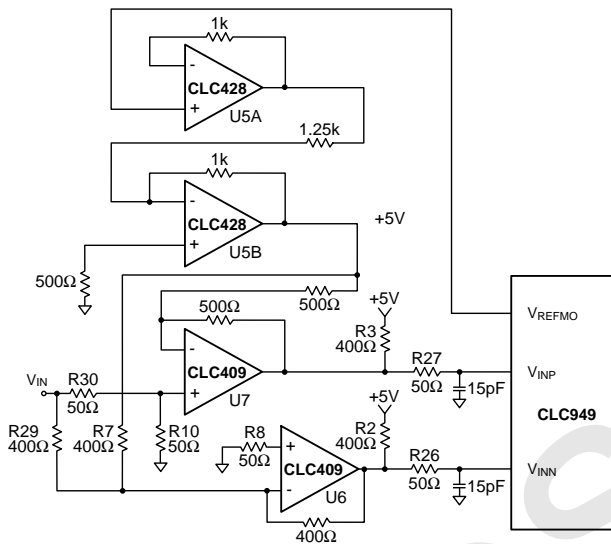 1k
-
CLC428
+
U5A
1.25k
1k
-
CLC428
+
U5B
+5V
500Ω
500Ω
500Ω
+5V
R3
400Ω
VREFMO
-
CLC409
+
U7
R27
50Ω
15pF
VINP
VIN
R30
50Ω
R29
400Ω
R7
400Ω
R10
50Ω
R8
50Ω
+5V
R2
400Ω
CLC949
+
CLC409
-
U6
R26
50Ω
15pF
VINN
400Ω